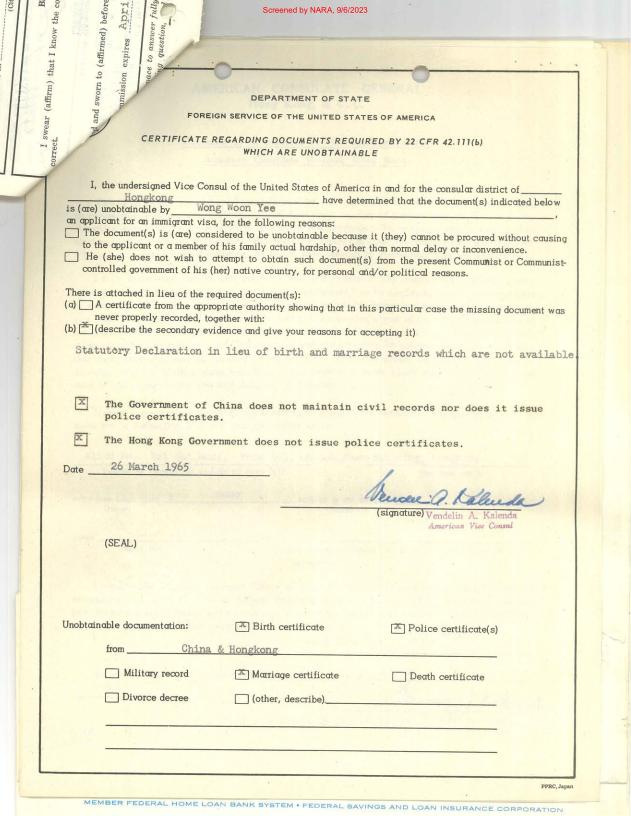 Screened by NARA, 9/6/2023
I swear (affirm) that I know the
correct.
and sworn to (affirmed) before
mmission expires
to answer fully
question,
DEPARTMENT OF STATE
FOREIGN SERVICE OF THE UNITED STATES OF AMERICA
CERTIFICATE REGARDING DOCUMENTS REQUIRED BY 22 CFR 42.111(b)
WHICH ARE UNOBTAINABLE
I, the undersigned Vice Consul of the United States of America in and for the consular district of
Hongkong have determined that the document(s) indicated below
is (are) unobtainable by Wong Woon Yee,
an applicant for an immigrant visa, for the following reasons:
The document(s) is (are) considered to be unobtainable because it (they) cannot be procured without causing
to the applicant or a member of his family actual hardship, other than normal delay or inconvenience.
He (she) does not wish to attempt to obtain such document(s) from the present Communist or Communist-
controlled government of his (her) native country, for personal and/or political reasons.
There is attached in lieu of the required document(s):
(a) A certificate from the appropriate authority showing that in this particular case the missing document was
never properly recorded, together with:
(b) x (describe the secondary evidence and give your reasons for accepting it)
Statutory Declaration in lieu of birth and marriage records which are not available
x The Government of China does not maintain civil records nor does it issue
police certificates.
x The Hong Kong Government does not issue police certificates.
Date 26 March 1965
Vendelin A. Kalenda
(signature) Vendelin A. Kalenda
American Vice Consul
(SEAL)
Unobtainable documentation: x Birth certificate x Police certificate(s)
from China & Hongkong
Military record x Marriage certificate Death certificate
Divorce decree (other, describe)
PPRC, Japan
MEMBER FEDERAL HOME LOAN BANK SYSTEM • FEDERAL SAVINGS AND LOAN INSURANCE CORPORATION